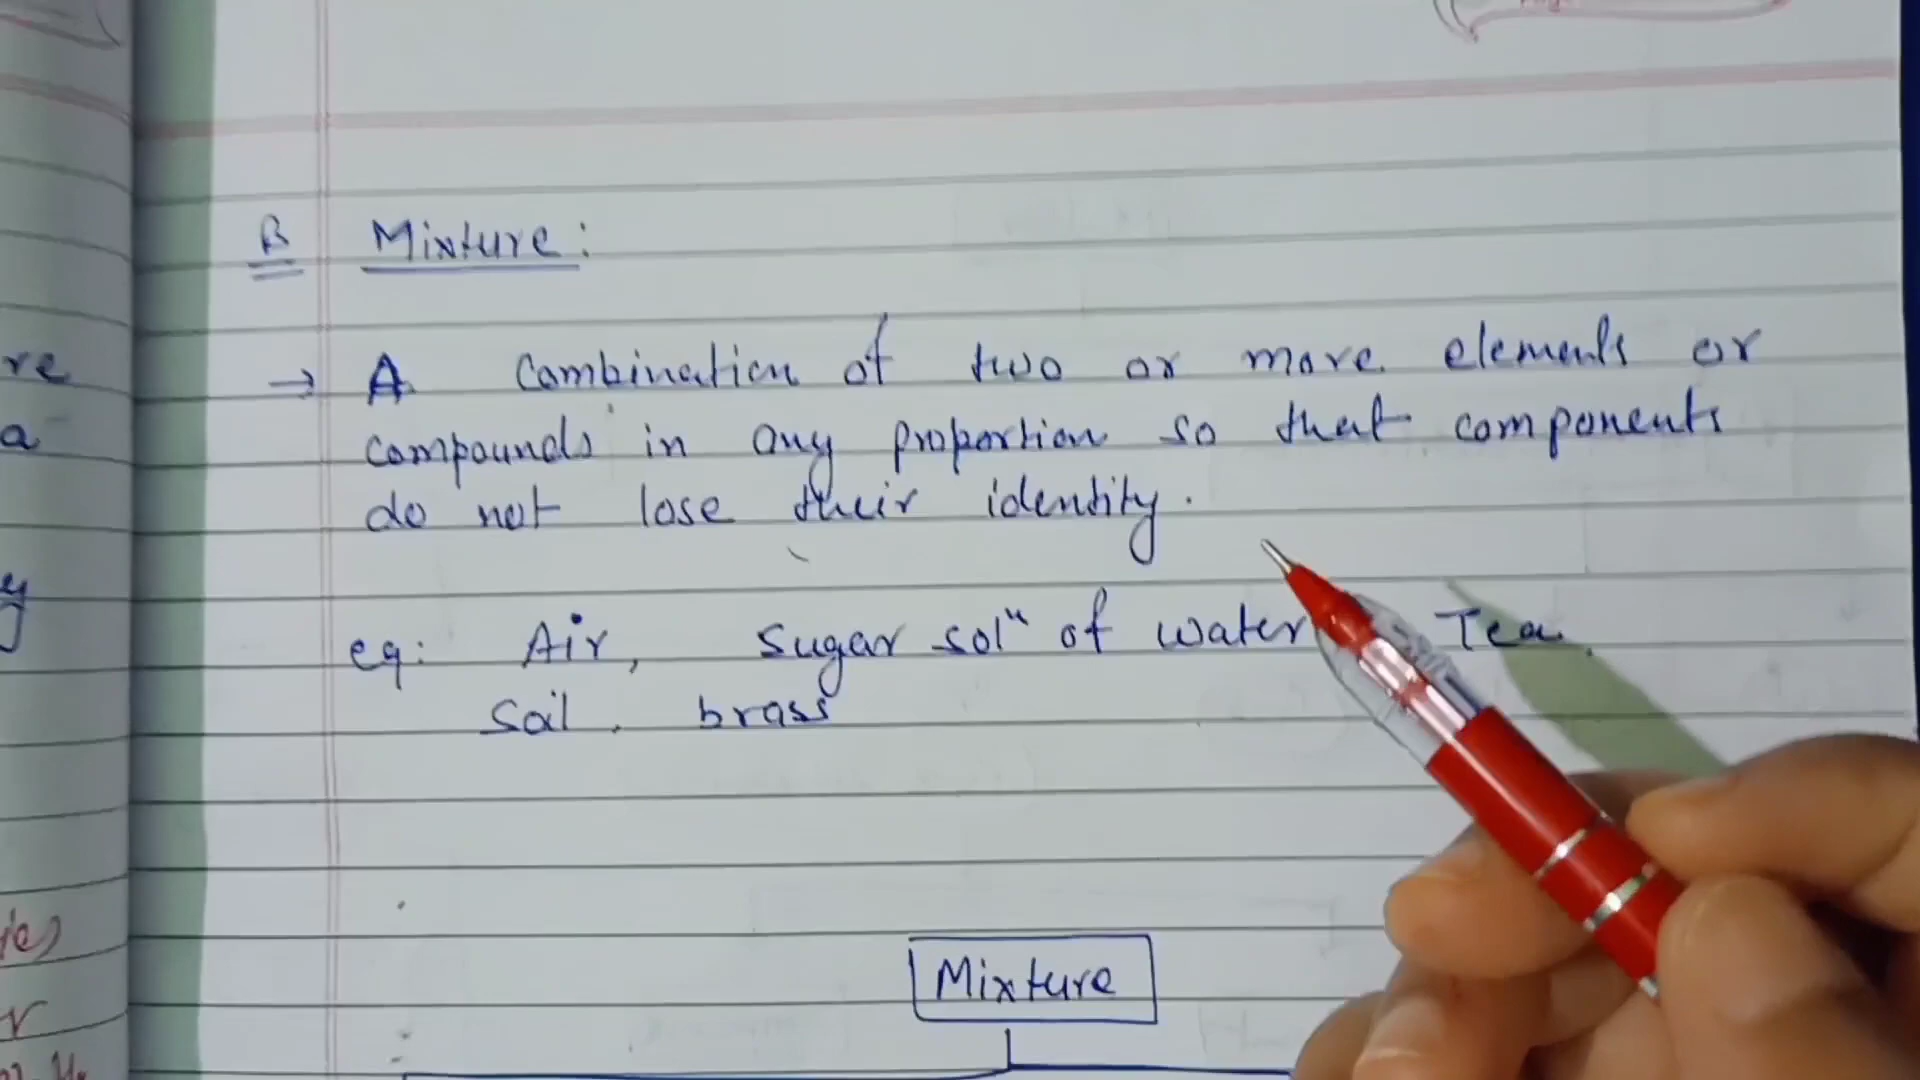 B Mixture:
→ A Combination of two or more elements or
compounds in any proportion so that components
do not lose their identity.
eg: Air, Sugar solⁿ of water Tea,
Soil, brass
Mixture
re
a
y